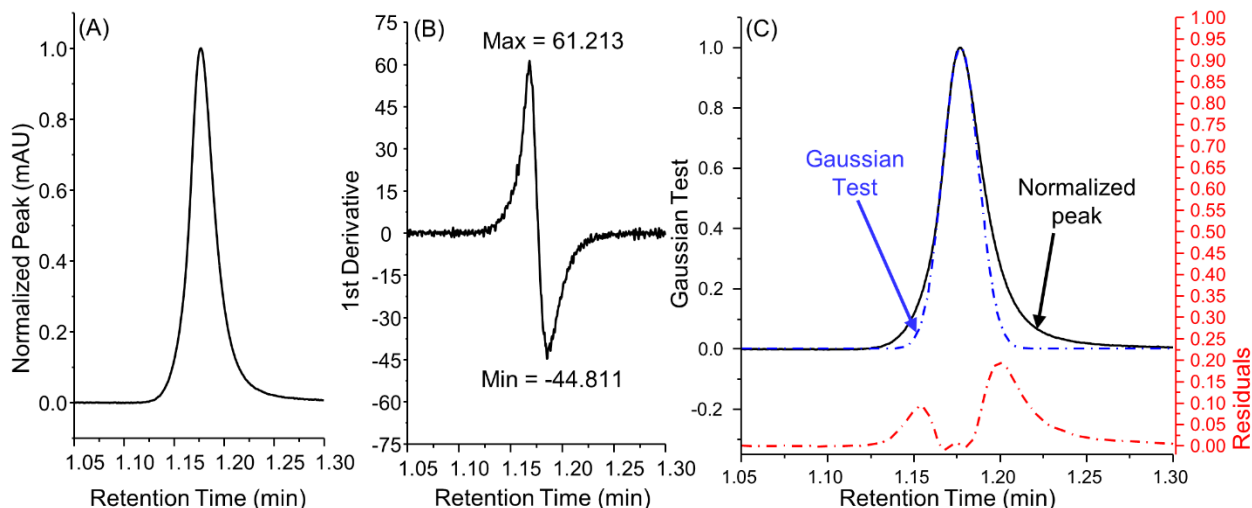 (A)
Normalized Peak (mAU)
1.0
0.8
0.6
0.4
0.2
0.0
1.05 1.10 1.15 1.20 1.25 1.30
Retention Time (min)
(B)
Max = 61.213
1st Derivative
75
60
45
30
15
0
-15
-30
-45
-60
-75
Min = -44.811
1.05 1.10 1.15 1.20 1.25 1.30
Retention Time (min)
(C)
Gaussian Test
1.0
0.8
0.6
0.4
0.2
0.0
-0.2
Gaussian
Test
Normalized
peak
1.05 1.10 1.15 1.20 1.25 1.30
Retention Time (min)
1.00
0.95
0.90
0.85
0.80
0.75
0.70
0.65
0.60
0.55
0.50
0.45
0.40
0.35
0.30
0.25
0.20
0.15
0.10
0.05
0.00
Residuals